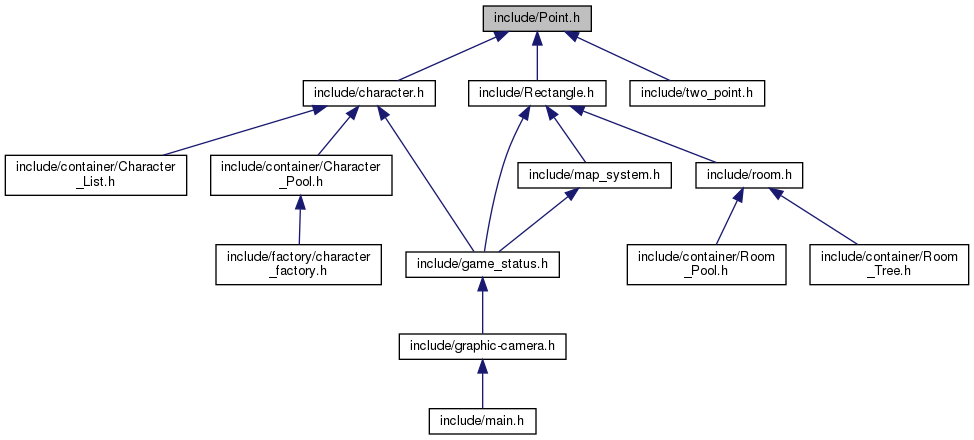 include/Point.h
include/character.h
include/Rectangle.h
include/two_point.h
include/container/Character
_List.h
include/container/Character
_Pool.h
include/map_system.h
include/room.h
include/factory/character
_factory.h
include/game_status.h
include/container/Room
_Pool.h
include/container/Room
_Tree.h
include/graphic-camera.h
include/main.h